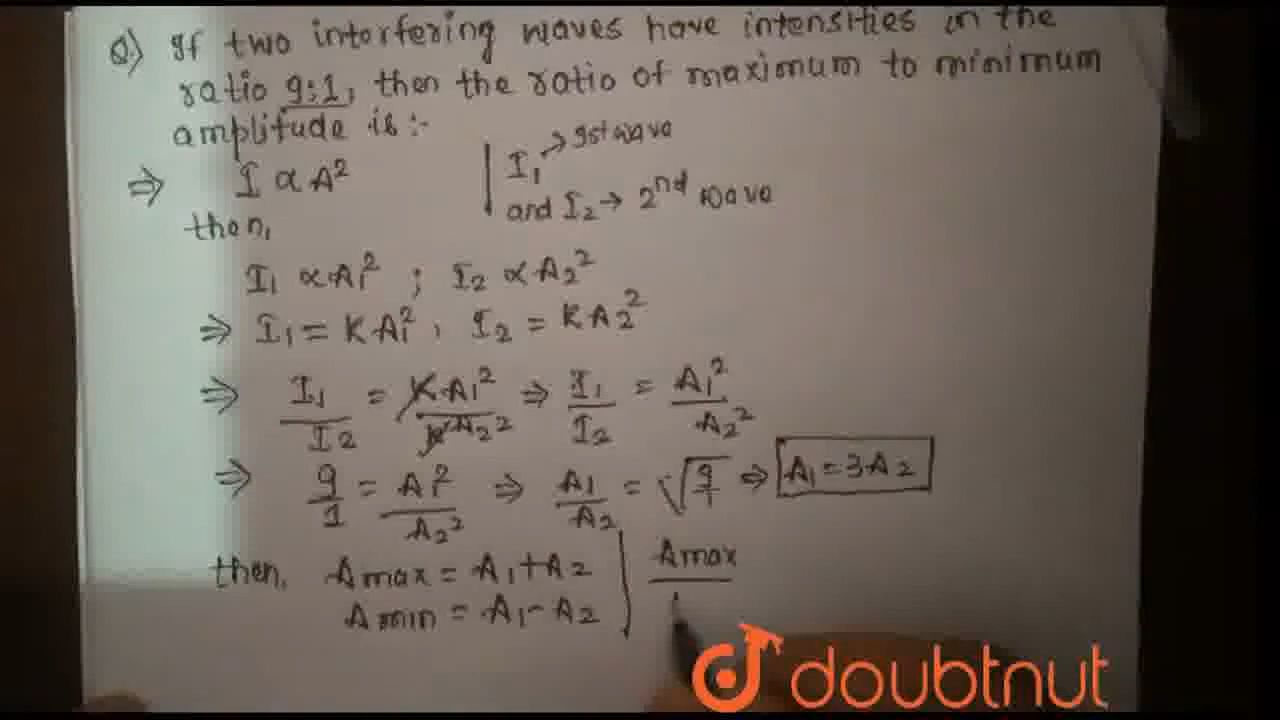 Q.) If two interfering waves have intensities in the
ratio 9:1, then the ratio of maximum to minimum
amplitude is :-
⇒ I ∝ A²
I₁ → 1st wave
and I₂ → 2nd wave
then,
I₁ ∝ A₁² ; I₂ ∝ A₂²
⇒ I₁ = KA₁² , I₂ = KA₂²
⇒ I₁/I₂ = KA₁²/KA₂² ⇒ I₁/I₂ = A₁²/A₂²
⇒ 9/1 = A₁²/A₂² ⇒ A₁/A₂ = √9/1 ⇒ A₁ = 3A₂
then, Amax = A₁ + A₂
Amin = A₁ - A₂
Amax
doubtnut